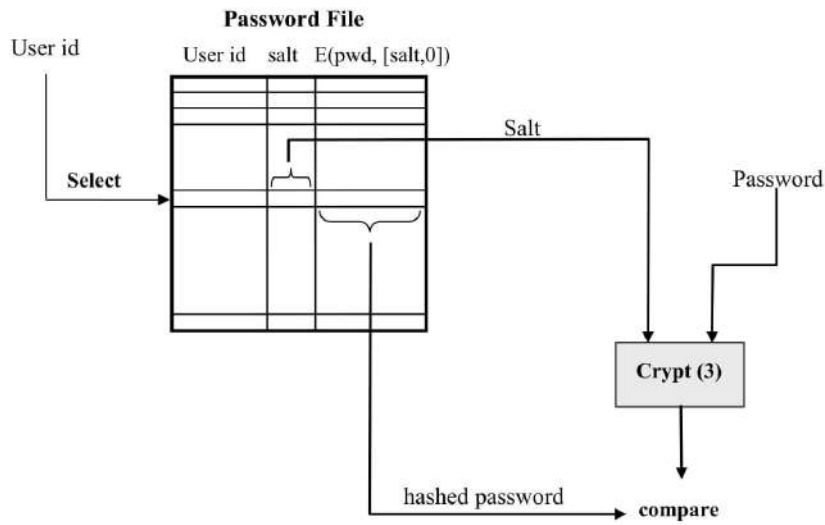 Password File
User id
User id salt E(pwd, [salt,0])
Salt
Select
Password
Crypt (3)
hashed password
compare